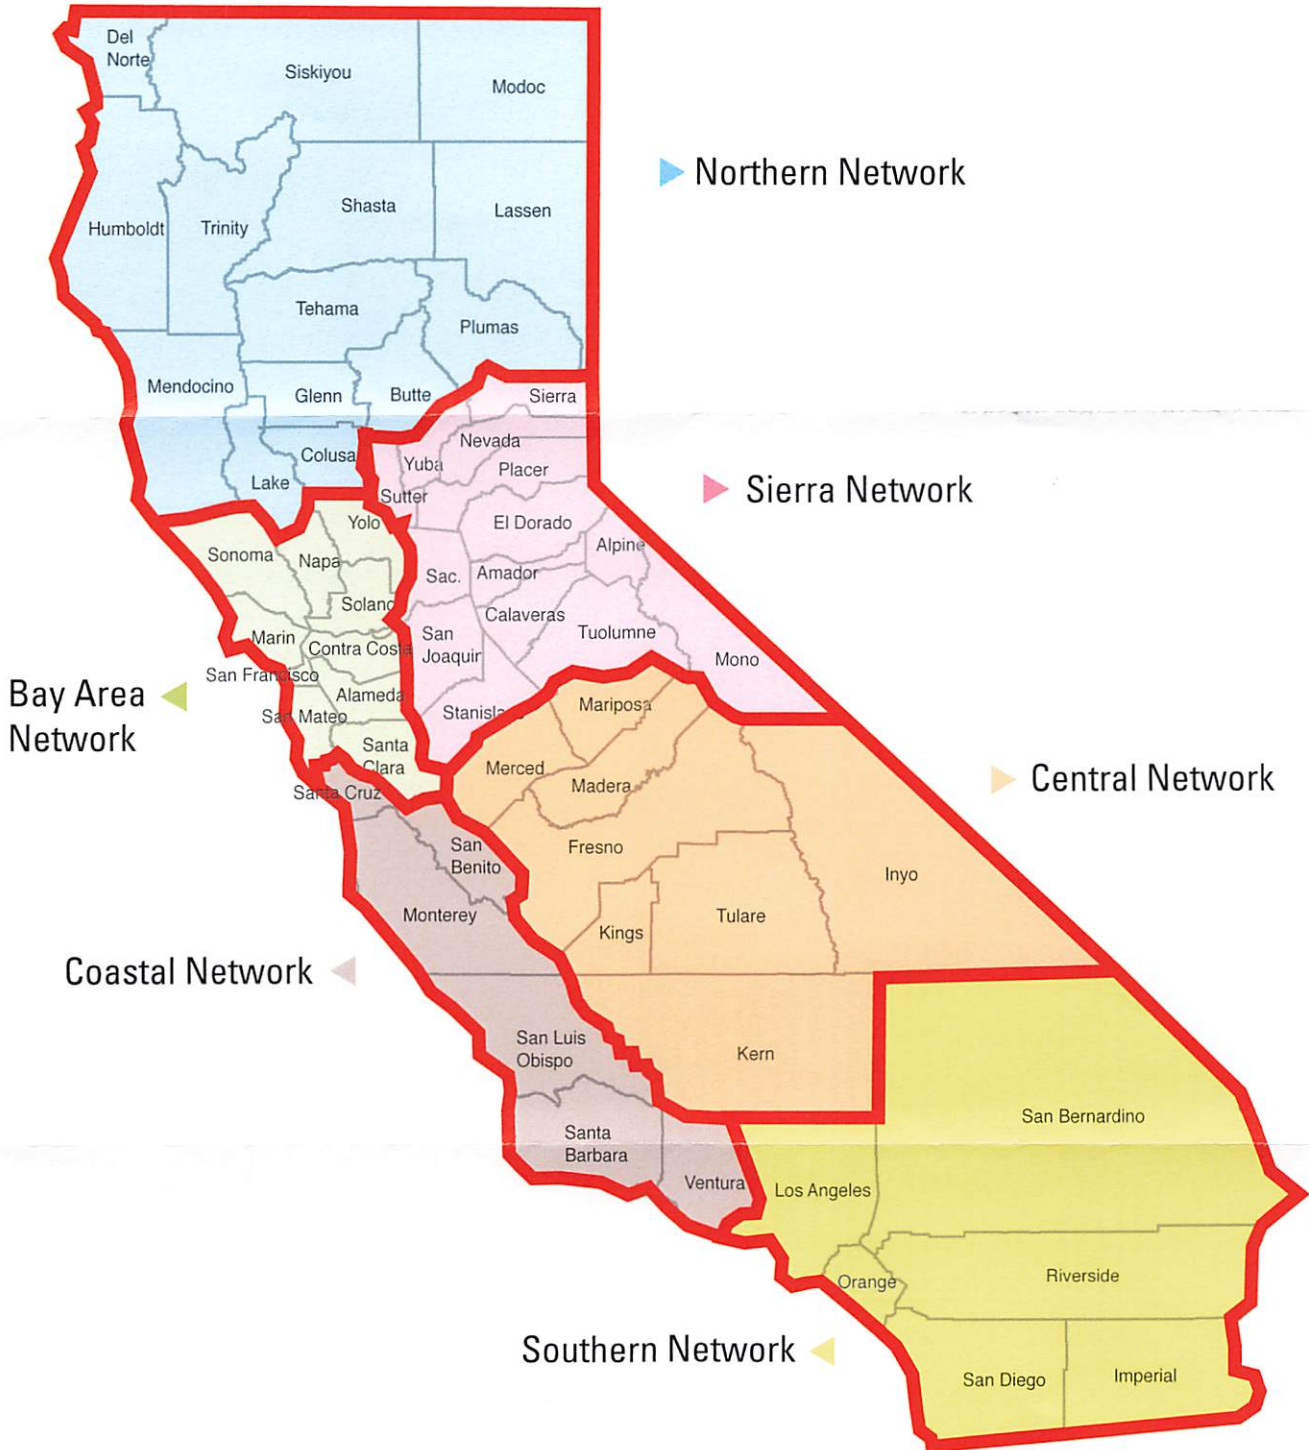 Del
Norte
Siskiyou
Modoc
Northern Network
Shasta
Lassen
Humboldt
Trinity
Tehama
Plumas
Mendocino
Glenn
Butte
Sierra
Nevada
Colusa
Yuba
Placer
Lake
Sutter
Sierra Network
Yolo
El Dorado
Sonoma
Napa
Alpine
Sac.
Amador
Solano
Calaveras
Marin
San
Joaquin
Tuolumne
Contra Costa
Mono
San Francisco
Bay Area
Network
Alameda
Mariposa
San Mateo
Stanisla
Santa
Clara
Merced
Madera
Central Network
Santa Cruz
San
Benito
Fresno
Inyo
Monterey
Kings
Tulare
Coastal Network
San Luis
Obispo
Kern
San Bernardino
Santa
Barbara
Ventura
Los Angeles
Orange
Riverside
Southern Network
San Diego
Imperial